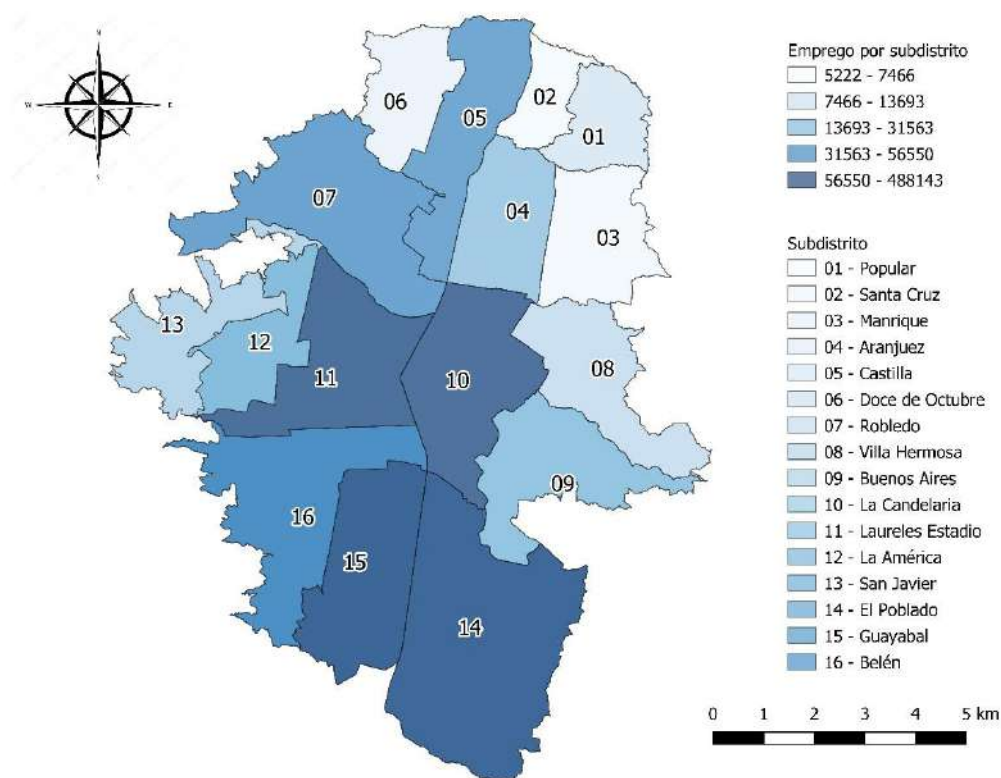 N
W
E
S
06
05
02
01
07
04
03
13
12
11
10
08
09
16
15
14
Emprego por subdistrito
5222 - 7466
7466 - 13693
13693 - 31563
31563 - 56550
56550 - 488143
Subdistrito
01 - Popular
02 - Santa Cruz
03 - Manrique
04 - Aranjuez
05 - Castilla
06 - Doce de Octubre
07 - Robledo
08 - Villa Hermosa
09 - Buenos Aires
10 - La Candelaria
11 - Laureles Estadio
12 - La América
13 - San Javier
14 - El Poblado
15 - Guayabal
16 - Belén
0 1 2 3 4 5 km